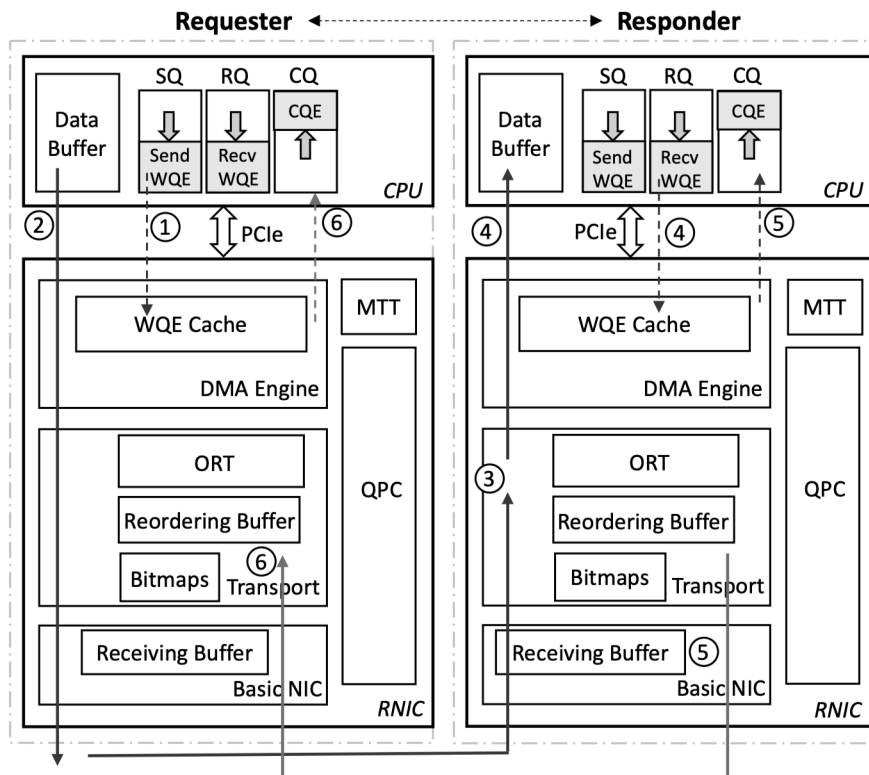 Requester
Responder
SQ RQ CQ
Data
Buffer
Send
WQE
Recv
WQE
CQE
CPU
② ① PCIe ⑥
WQE Cache
DMA Engine
MTT
ORT
Reordering Buffer
Bitmaps
⑥
Transport
QPC
Receiving Buffer
Basic NIC
RNIC
SQ RQ CQ
Data
Buffer
Send
WQE
Recv
WQE
CQE
CPU
④ PCIe ④ ⑤
WQE Cache
DMA Engine
MTT
③
ORT
Reordering Buffer
Bitmaps
Transport
QPC
Receiving Buffer ⑤
Basic NIC
RNIC